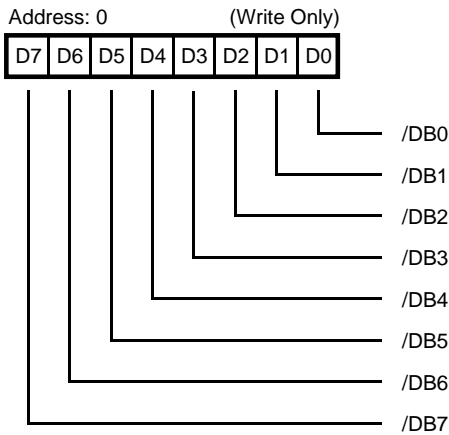 Address: 0 (Write Only)
D7 D6 D5 D4 D3 D2 D1 D0
/DB0
/DB1
/DB2
/DB3
/DB4
/DB5
/DB6
/DB7